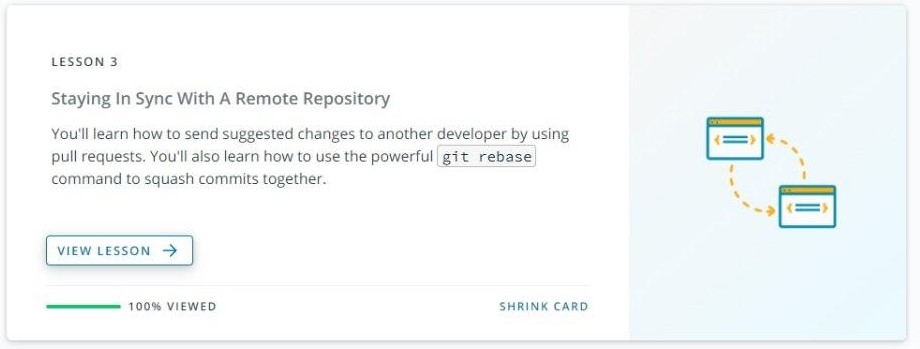 LESSON 3
Staying In Sync With A Remote Repository
You'll learn how to send suggested changes to another developer by using
pull requests. You'll also learn how to use the powerful git rebase
command to squash commits together.
VIEW LESSON
100% VIEWED
SHRINK CARD